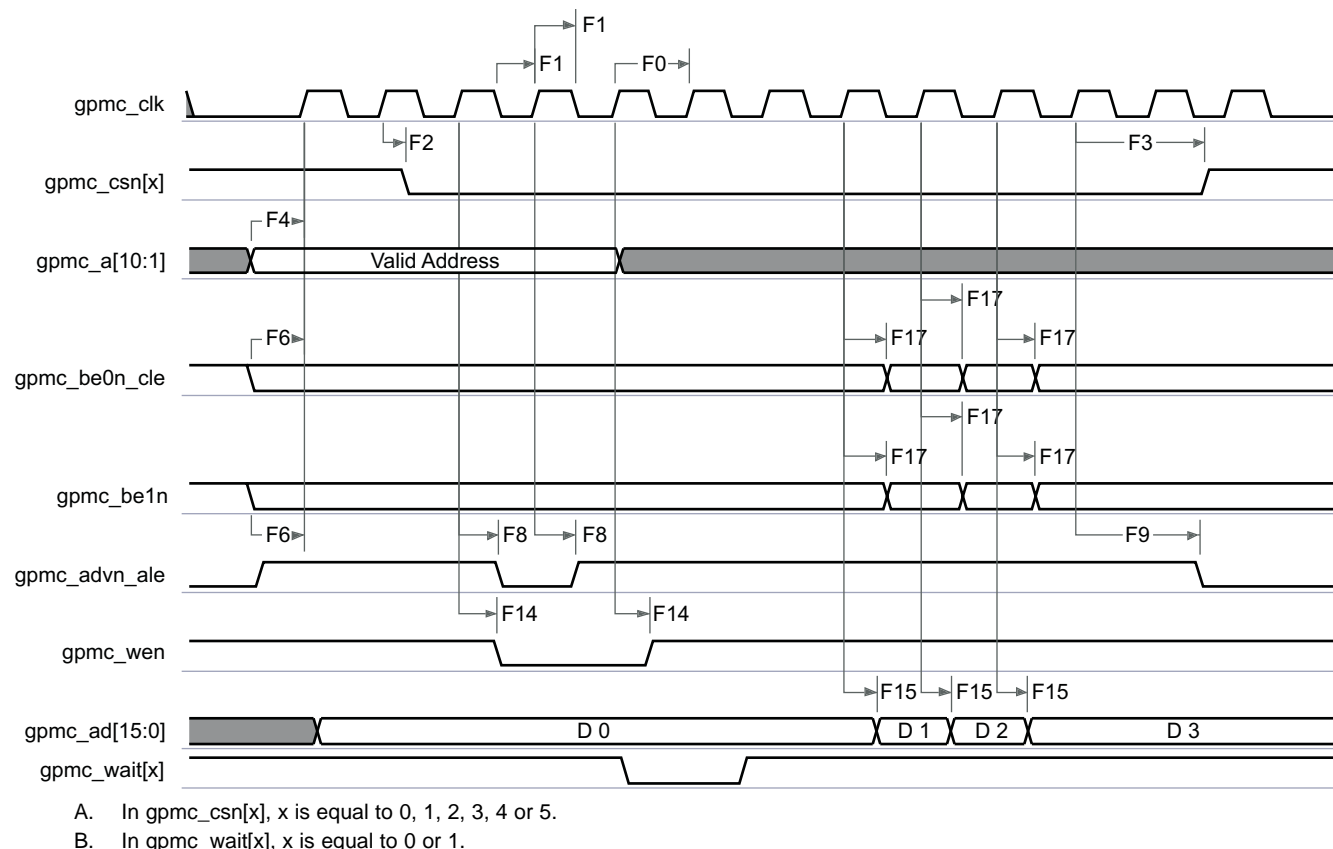 F1
F1 F0
gpmc_clk
F2 F3
gpmc_csn[x]
F4
gpmc_a[10:1] Valid Address
F17
F6 F17 F17
gpmc_be0n_cle
F17
F17 F17
gpmc_be1n
F6 F8 F8 F9
gpmc_advn_ale
F14 F14
gpmc_wen
F15 F15 F15
gpmc_ad[15:0] D 0 D 1 D 2 D 3
gpmc_wait[x]
A. In gpmc_csn[x], x is equal to 0, 1, 2, 3, 4 or 5.
B. In gpmc_wait[x], x is equal to 0 or 1.